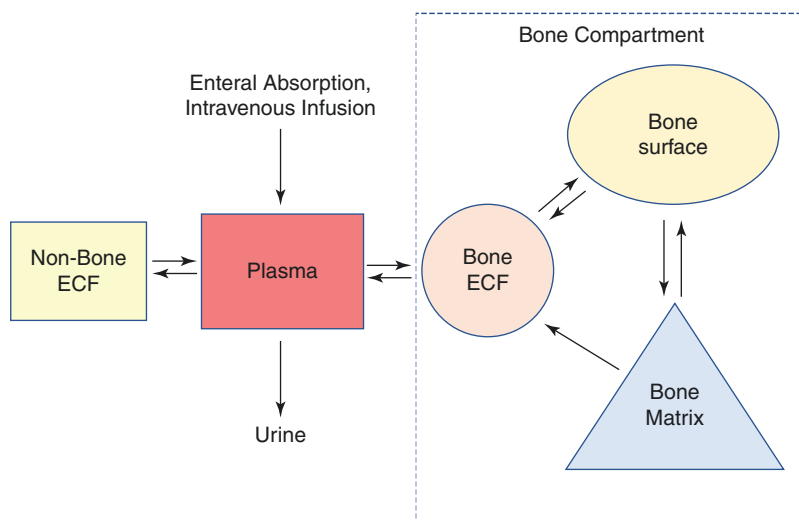 Bone Compartment
Enteral Absorption,
Intravenous Infusion
Bone
surface
Non-Bone
ECF
Plasma
Bone
ECF
Bone
Matrix
Urine